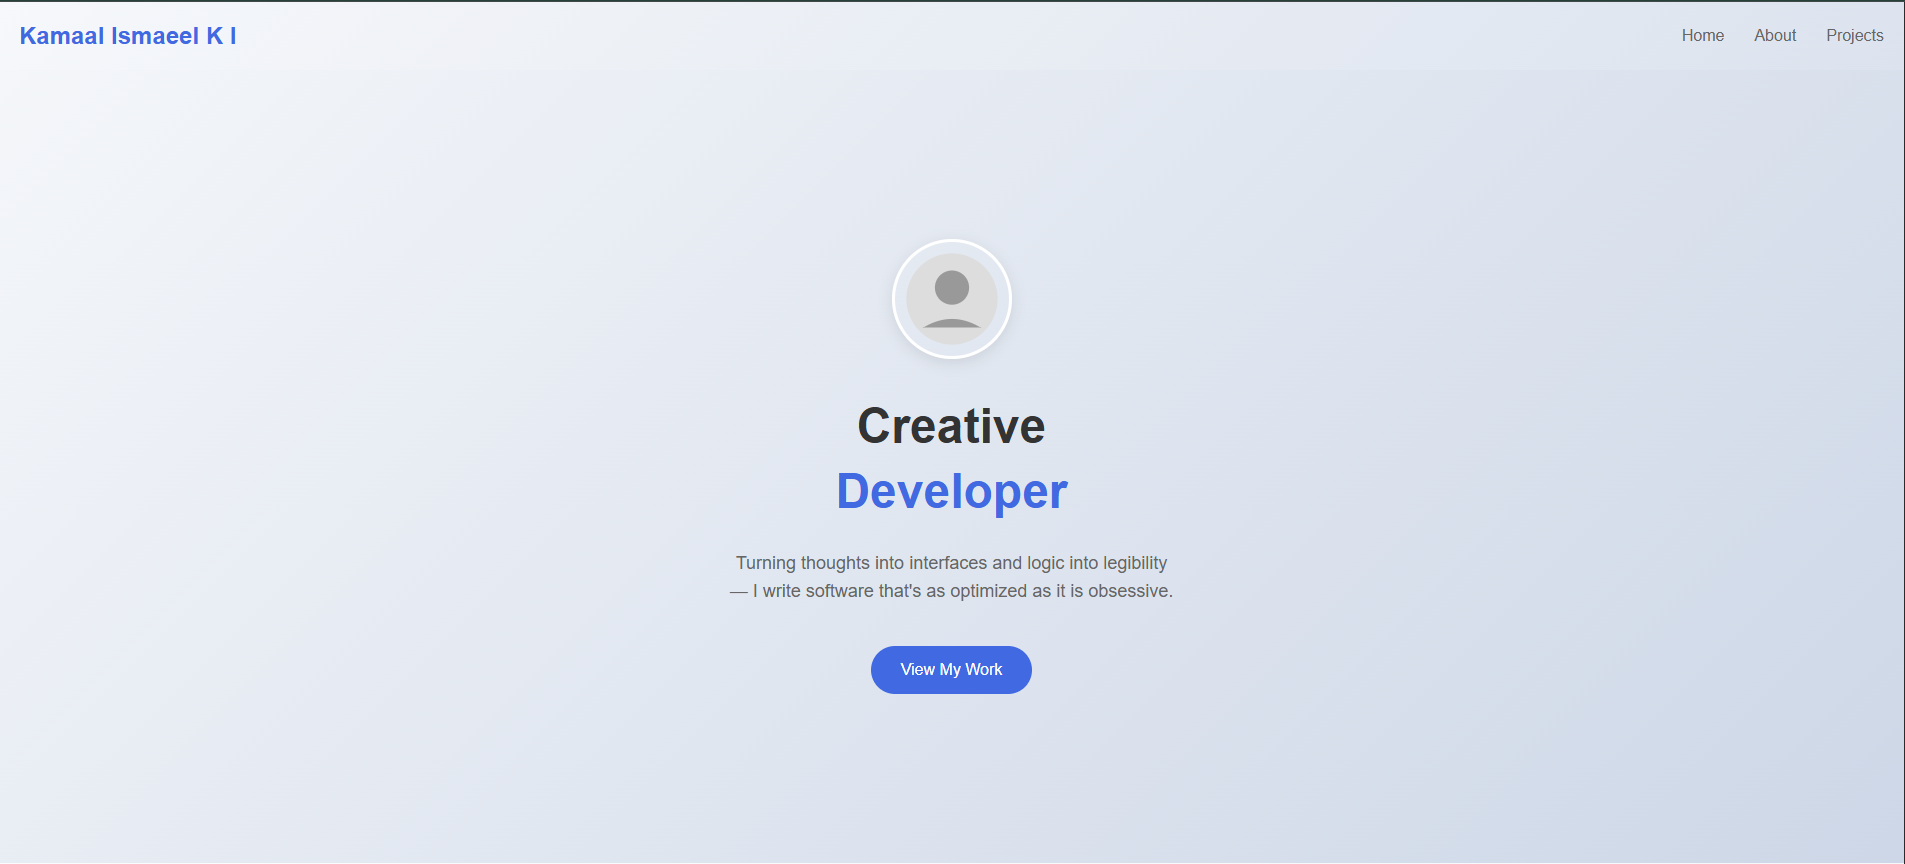 Kamaal Ismaeel K I
Home
About
Projects
Creative
Developer
Turning thoughts into interfaces and logic into legibility
— I write software that's as optimized as it is obsessive.
View My Work